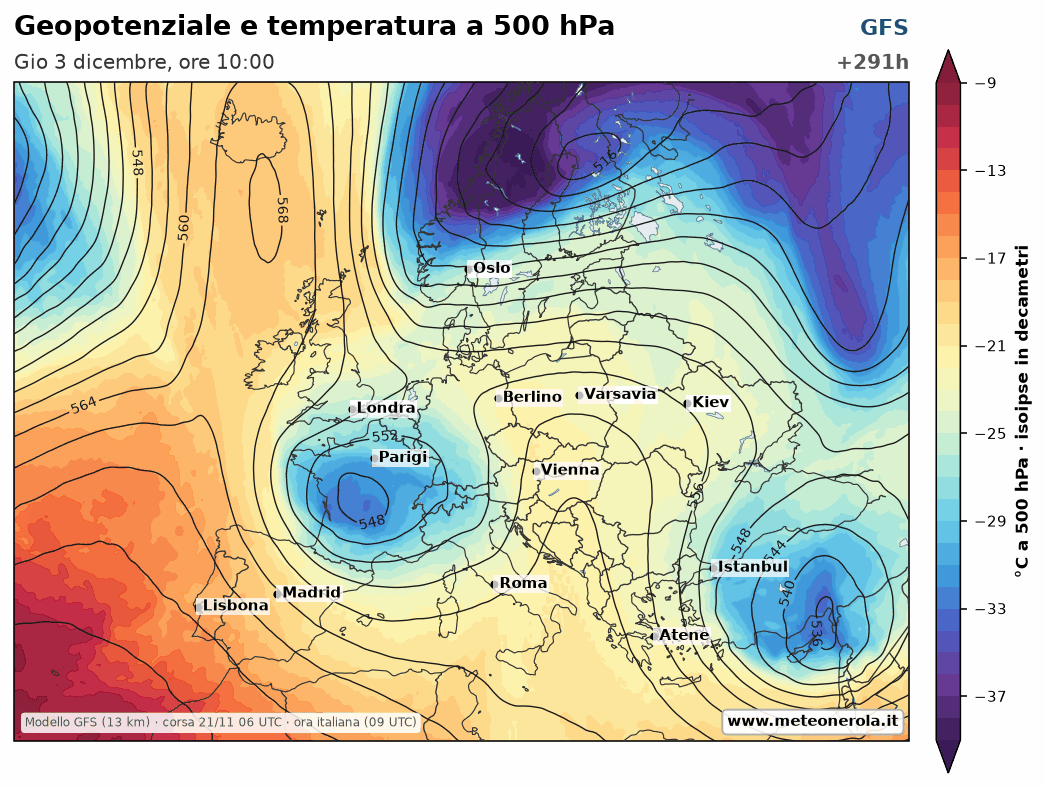 Geopotenziale e temperatura a 500 hPa
GFS
Gio 3 dicembre, ore 10:00
+291h
548
560
568
516
564
552
548
556
548
544
540
536
Oslo
Londra
Berlino
Varsavia
Kiev
Parigi
Vienna
Istanbul
Roma
Madrid
Lisbona
Atene
Modello GFS (13 km) · corsa 21/11 06 UTC · ora italiana (09 UTC)
www.meteonerola.it
−9
−13
−17
−21
−25
−29
−33
−37
°C a 500 hPa · isoipse in decametri